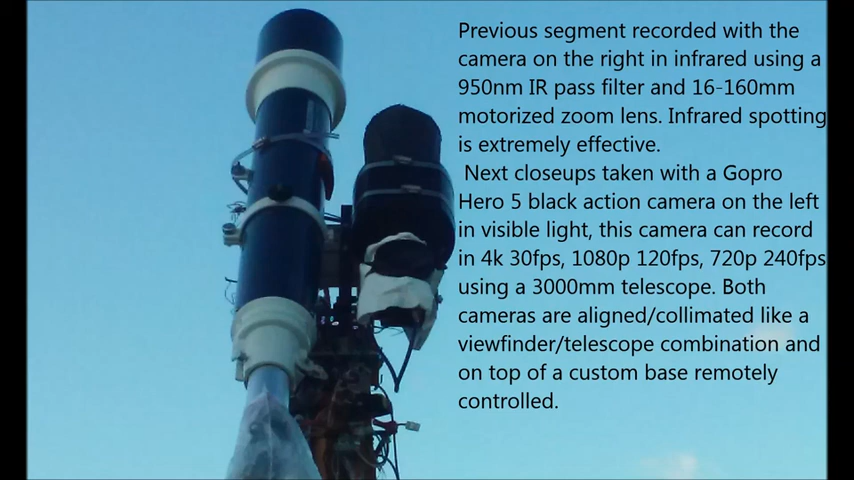 Previous segment recorded with the
camera on the right in infrared using a
950nm IR pass filter and 16-160mm
motorized zoom lens. Infrared spotting
is extremely effective.
Next closeups taken with a Gopro
Hero 5 black action camera on the left
in visible light, this camera can record
in 4k 30fps, 1080p 120fps, 720p 240fps
using a 3000mm telescope. Both
cameras are aligned/collimated like a
viewfinder/telescope combination and
on top of a custom base remotely
controlled.